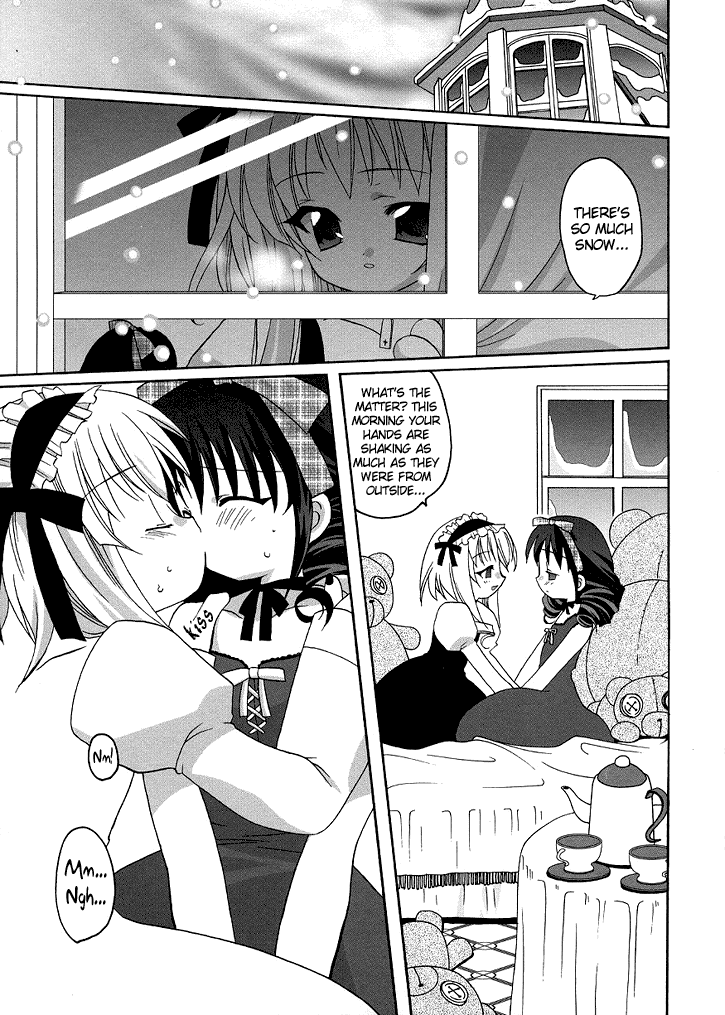 THERE'S
SO MUCH
SNOW...
WHAT'S THE
MATTER? THIS
MORNING YOUR
HANDS ARE
SHAKING AS
MUCH AS THEY
WERE FROM
OUTSIDE...
kiss
Nm!
Mm...
Ngh...